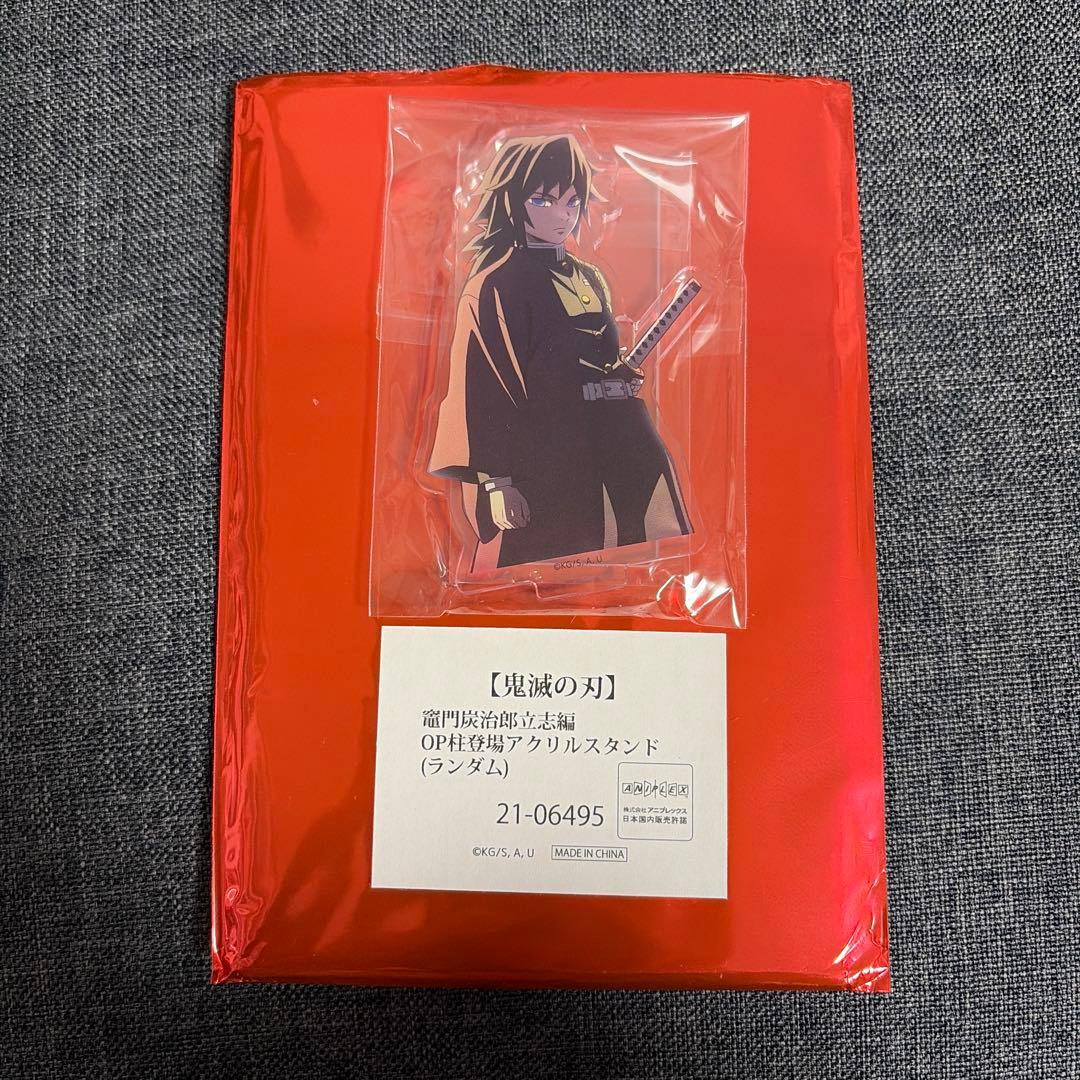 ©KG/S, A, U
【鬼滅の刃】
竈門炭治郎立志編
OP柱登場アクリルスタンド
(ランダム)
ANIPLEX
株式会社アニプレックス
日本国内販売許諾
21-06495
©KG/S, A, U MADE IN CHINA